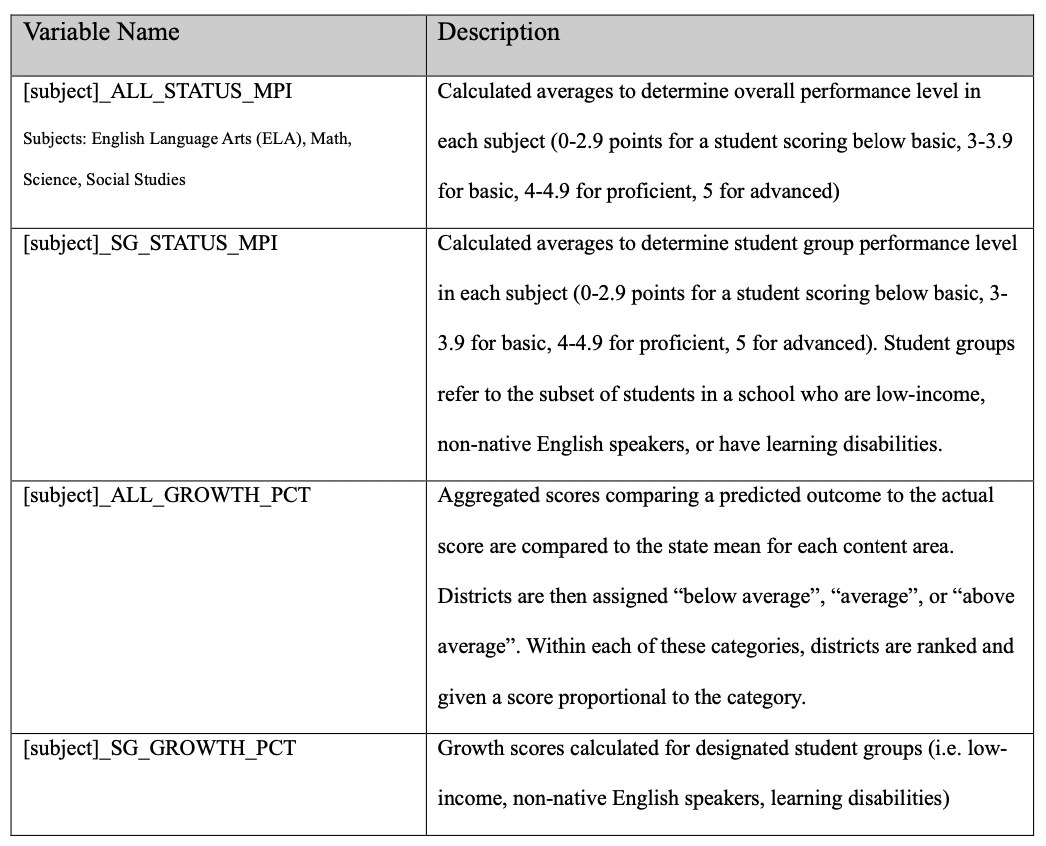 Variable Name
Description
[subject]_ALL_STATUS_MPI
Subjects: English Language Arts (ELA), Math,
Science, Social Studies
Calculated averages to determine overall performance level in
each subject (0-2.9 points for a student scoring below basic, 3-3.9
for basic, 4-4.9 for proficient, 5 for advanced)
[subject]_SG_STATUS_MPI
Calculated averages to determine student group performance level
in each subject (0-2.9 points for a student scoring below basic, 3-
3.9 for basic, 4-4.9 for proficient, 5 for advanced). Student groups
refer to the subset of students in a school who are low-income,
non-native English speakers, or have learning disabilities.
[subject]_ALL_GROWTH_PCT
Aggregated scores comparing a predicted outcome to the actual
score are compared to the state mean for each content area.
Districts are then assigned “below average”, “average”, or “above
average”. Within each of these categories, districts are ranked and
given a score proportional to the category.
[subject]_SG_GROWTH_PCT
Growth scores calculated for designated student groups (i.e. low-
income, non-native English speakers, learning disabilities)